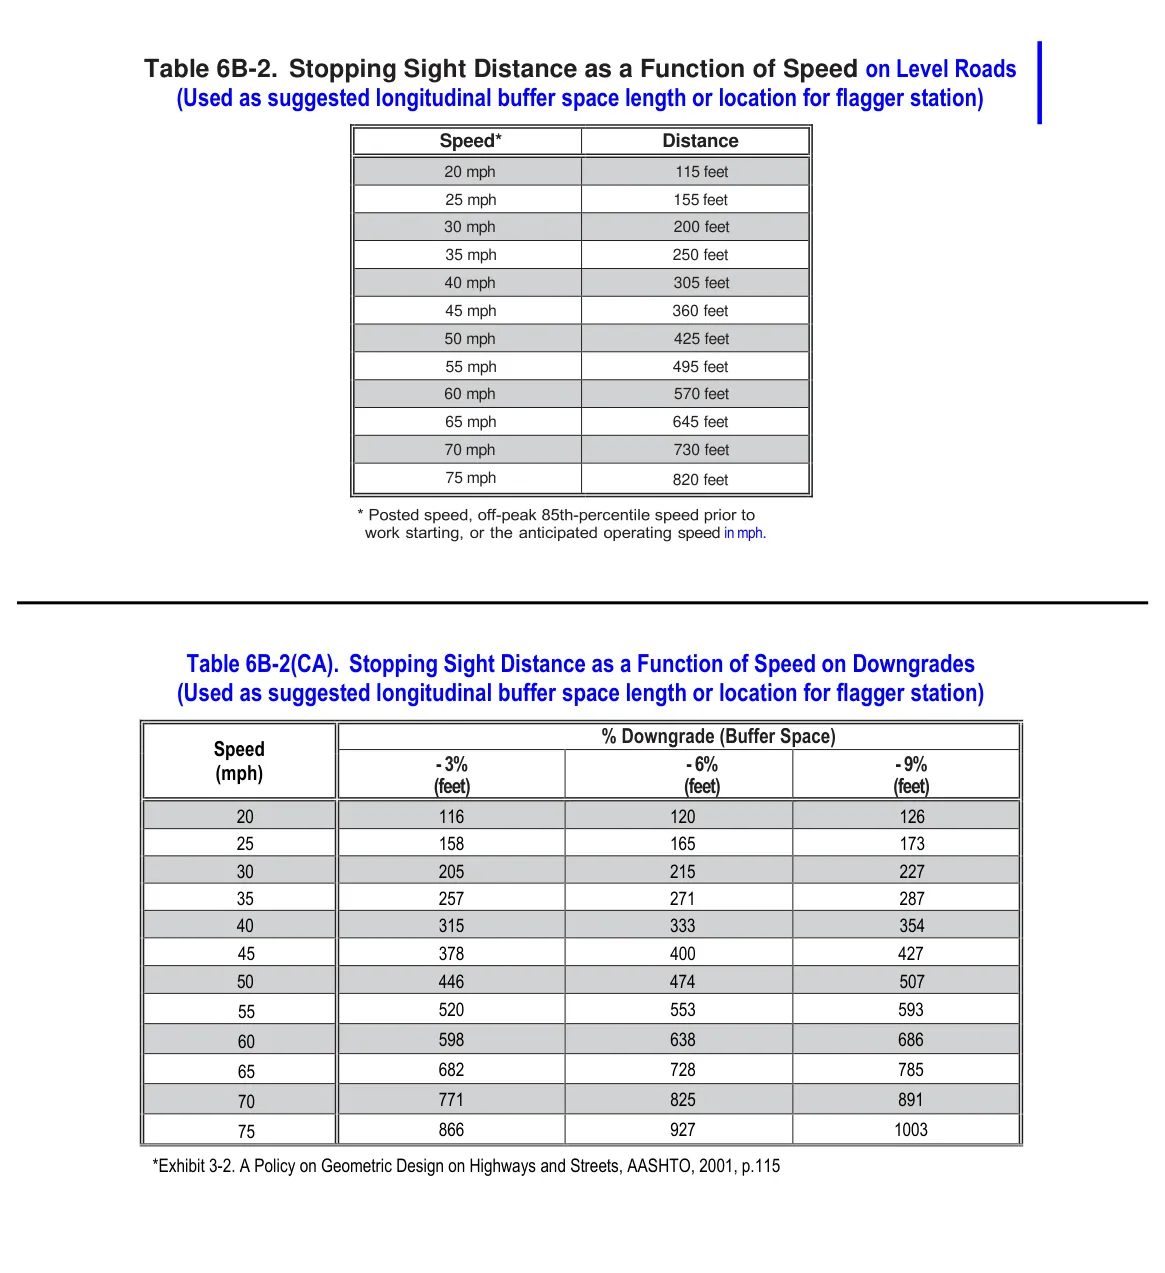 Table 6B-2. Stopping Sight Distance as a Function of Speed on Level Roads
(Used as suggested longitudinal buffer space length or location for flagger station)
Speed* Distance
20 mph 115 feet
25 mph 155 feet
30 mph 200 feet
35 mph 250 feet
40 mph 305 feet
45 mph 360 feet
50 mph 425 feet
55 mph 495 feet
60 mph 570 feet
65 mph 645 feet
70 mph 730 feet
75 mph 820 feet
* Posted speed, off-peak 85th-percentile speed prior to
work starting, or the anticipated operating speed in mph.
Table 6B-2(CA). Stopping Sight Distance as a Function of Speed on Downgrades
(Used as suggested longitudinal buffer space length or location for flagger station)
Speed
(mph)
% Downgrade (Buffer Space)
- 3% - 6% - 9%
(feet) (feet) (feet)
20 116 120 126
25 158 165 173
30 205 215 227
35 257 271 287
40 315 333 354
45 378 400 427
50 446 474 507
55 520 553 593
60 598 638 686
65 682 728 785
70 771 825 891
75 866 927 1003
*Exhibit 3-2. A Policy on Geometric Design on Highways and Streets, AASHTO, 2001, p.115